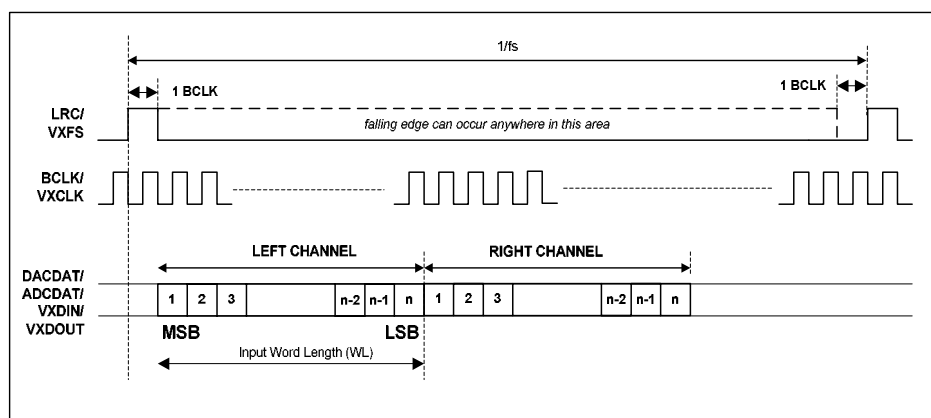 1/fs
1 BCLK
1 BCLK
LRC/
VXFS
falling edge can occur anywhere in this area
BCLK/
VXCLK
LEFT CHANNEL
RIGHT CHANNEL
DACDAT/
ADCDAT/
VXDIN/
VXDOUT
1 2 3 n-2 n-1 n 1 2 3 n-2 n-1 n
MSB LSB
Input Word Length (WL)